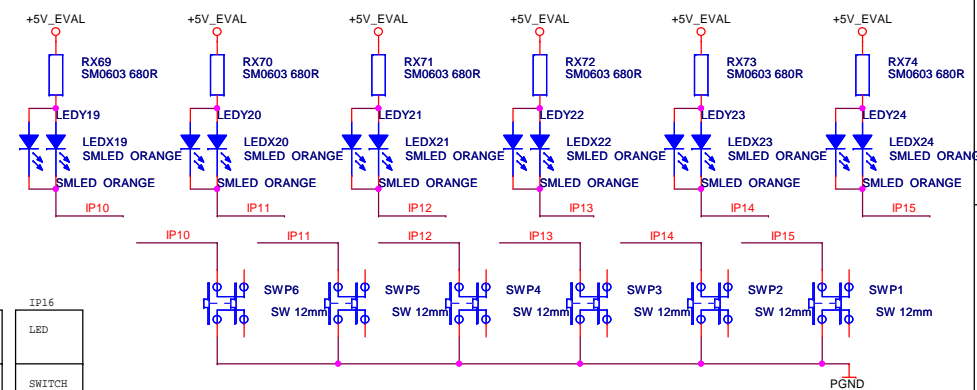 +5V_EVAL +5V_EVAL +5V_EVAL +5V_EVAL +5V_EVAL +5V_EVAL
RX69 RX70 RX71 RX72 RX73 RX74
SM0603 680R SM0603 680R SM0603 680R SM0603 680R SM0603 680R SM0603 680R
LEDY19 LEDY20 LEDY21 LEDY22 LEDY23 LEDY24
LEDX19 LEDX20 LEDX21 LEDX22 LEDX23 LEDX24
SMLED ORANGE SMLED ORANGE SMLED ORANGE SMLED ORANGE SMLED ORANGE SMLED ORANG
SMLED ORANGE SMLED ORANGE SMLED ORANGE SMLED ORANGE SMLED ORANGE SMLED ORANGE
IP10 IP11 IP12 IP13 IP14 IP15
IP10 IP11 IP12 IP13 IP14 IP15
SWP6 SWP5 SWP4 SWP3 SWP2 SWP1
SW 12mm SW 12mm SW 12mm SW 12mm SW 12mm SW 12mm
IP16
LED
SWITCH
PGND